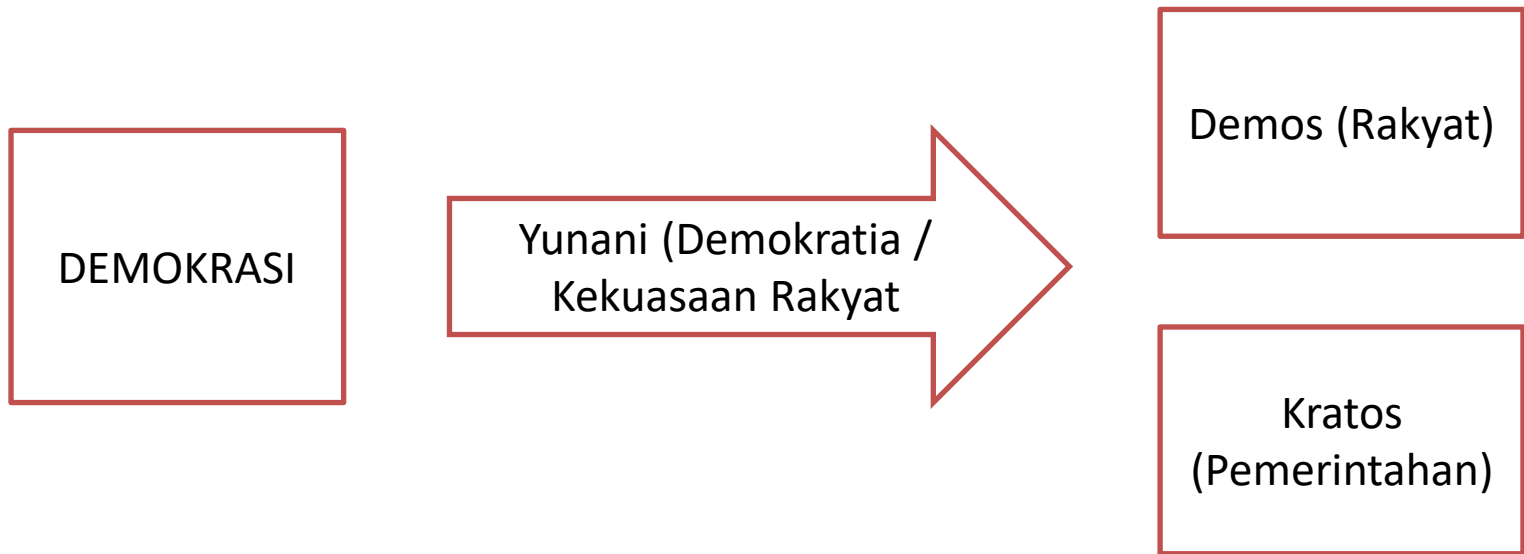 DEMOKRASI
Yunani (Demokratia /
Kekuasaan Rakyat
Demos (Rakyat)
Kratos
(Pemerintahan)